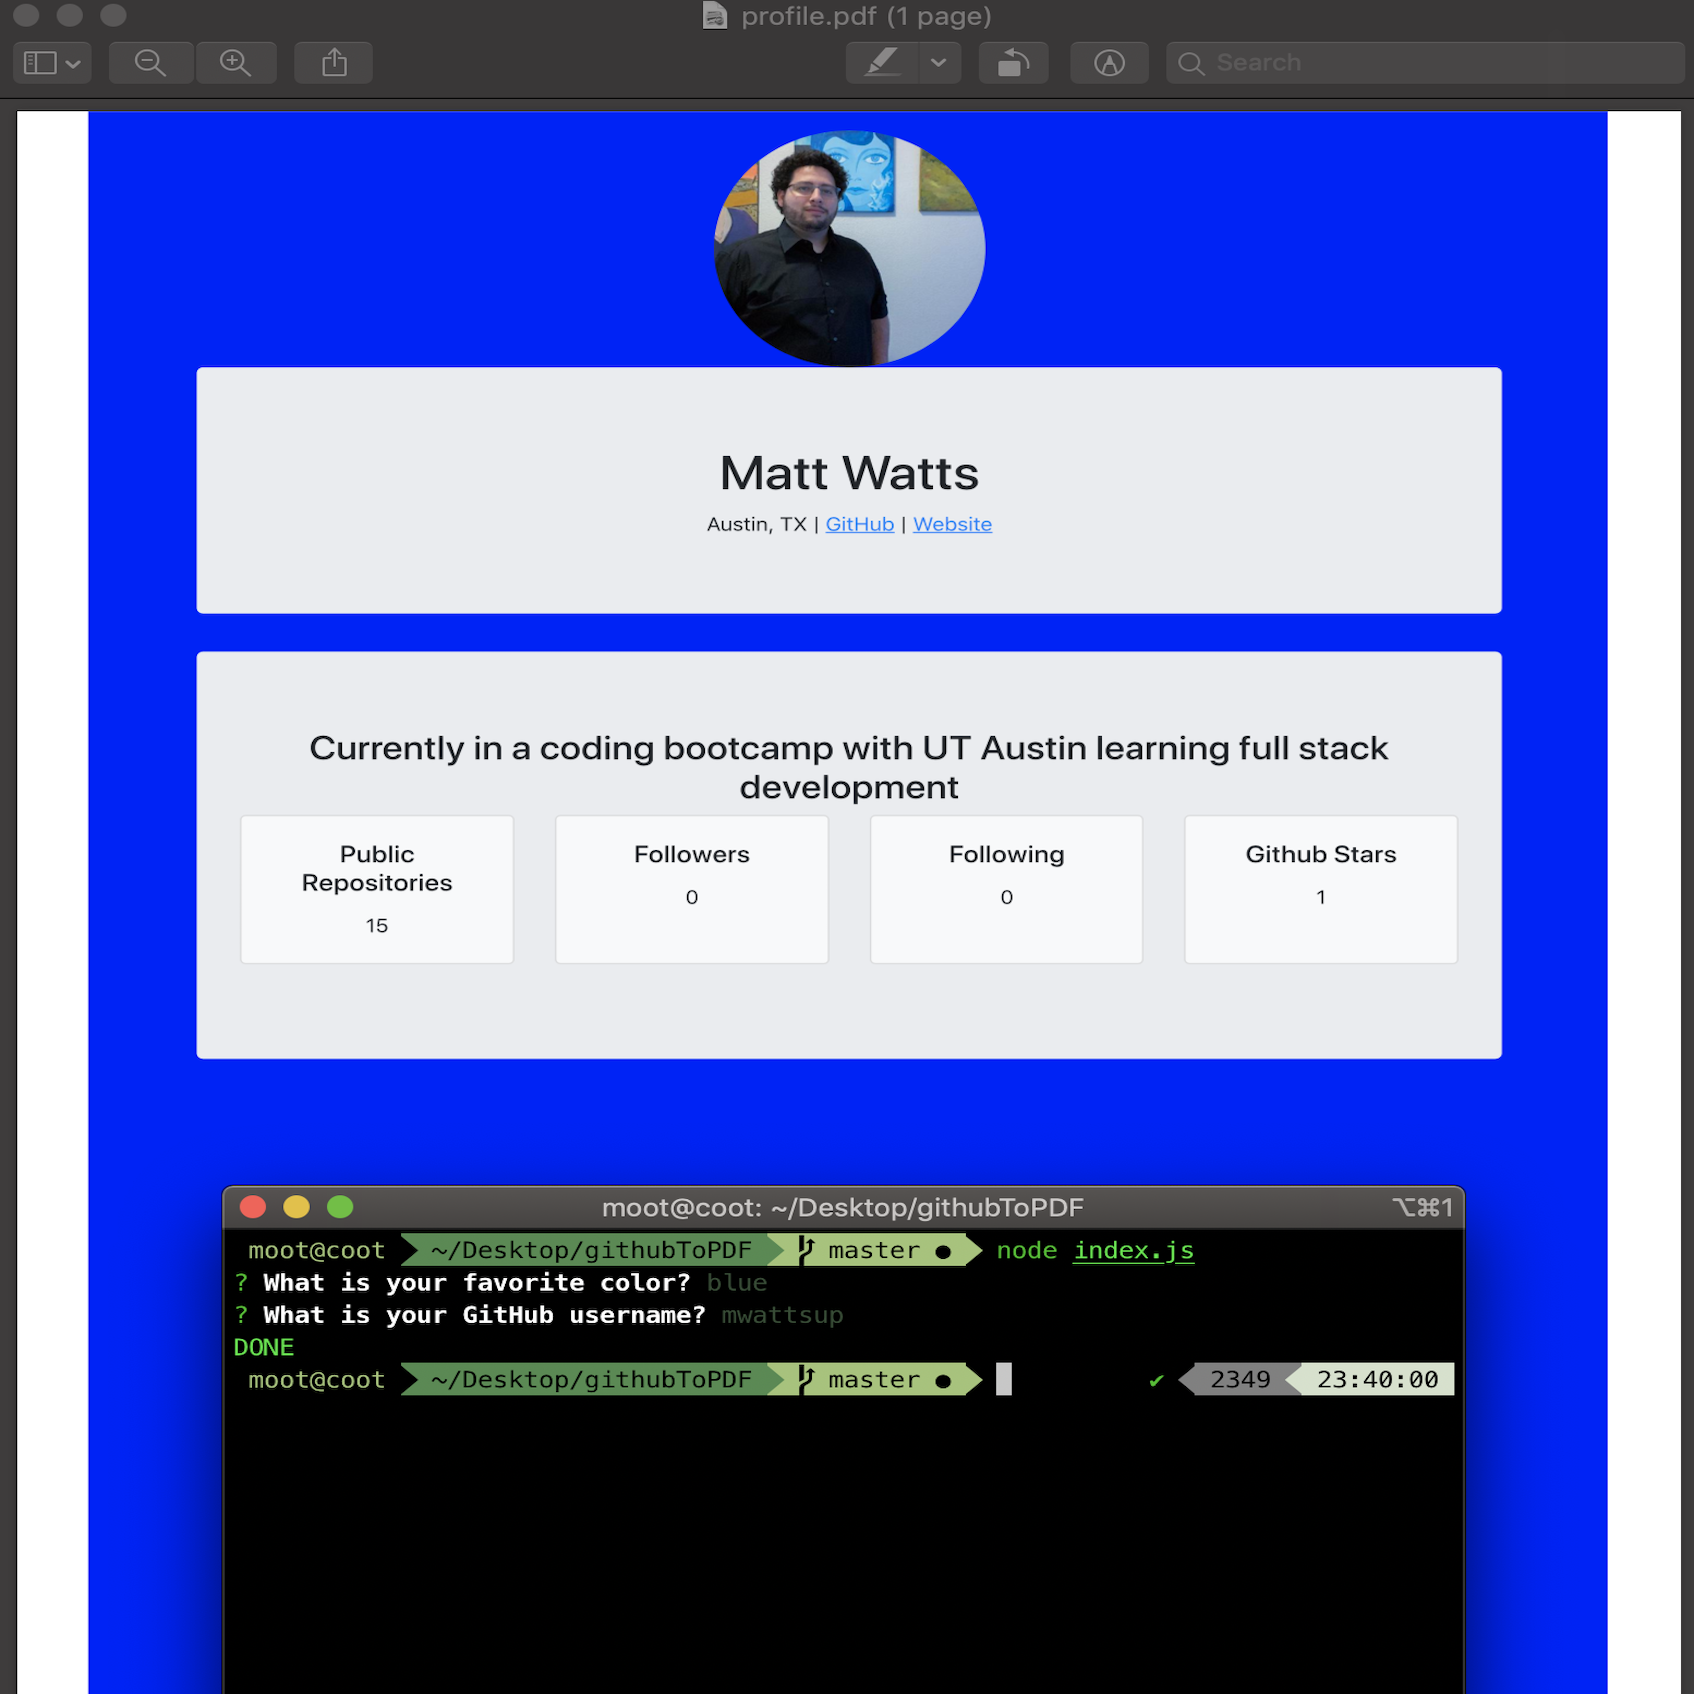 profile.pdf (1 page)
Search
Matt Watts
Austin, TX | GitHub | Website
Currently in a coding bootcamp with UT Austin learning full stack
development
Public
Repositories
15
Followers
0
Following
0
Github Stars
1
moot@coot: ~/Desktop/githubToPDF
⌥⌘1
moot@coot ~/Desktop/githubToPDF master ● node index.js
? What is your favorite color? blue
? What is your GitHub username? mwattsup
DONE
moot@coot ~/Desktop/githubToPDF master ● ✔ 2349 23:40:00